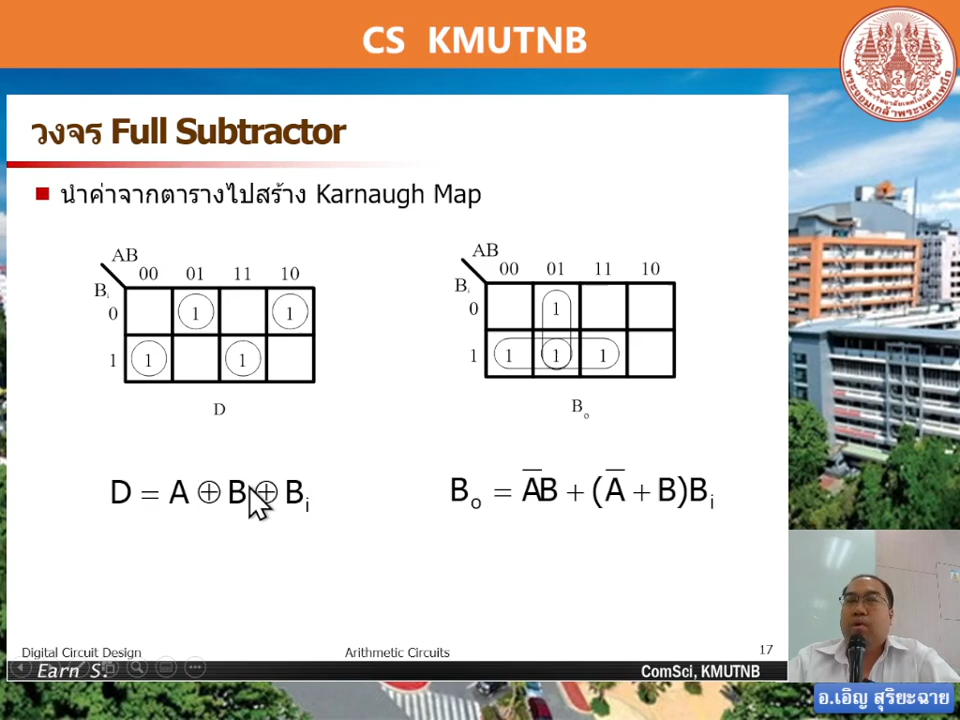 CS KMUTNB
วงจร Full Subtractor
นำค่าจากตารางไปสร้าง Karnaugh Map
AB
00 01 11 10
Bi
0 1 1
1 1 1
D
AB
00 01 11 10
Bi
0 1
1 1 1 1
Bo
D = A ⊕ B ⊕ Bi
Bo = A̅B + (A̅ + B)Bi
Digital Circuit Design
Arithmetic Circuits
17
Earn S.
ComSci, KMUTNB
อ.เอิญ สุริยะฉาย